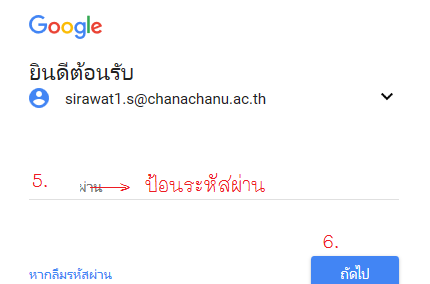 Google
ยินดีต้อนรับ
sirawat1.s@chanachanu.ac.th
5. ผ่าน ป้อนระหัสผ่าน
6.
หากลืมรหัสผ่าน ถัดไป